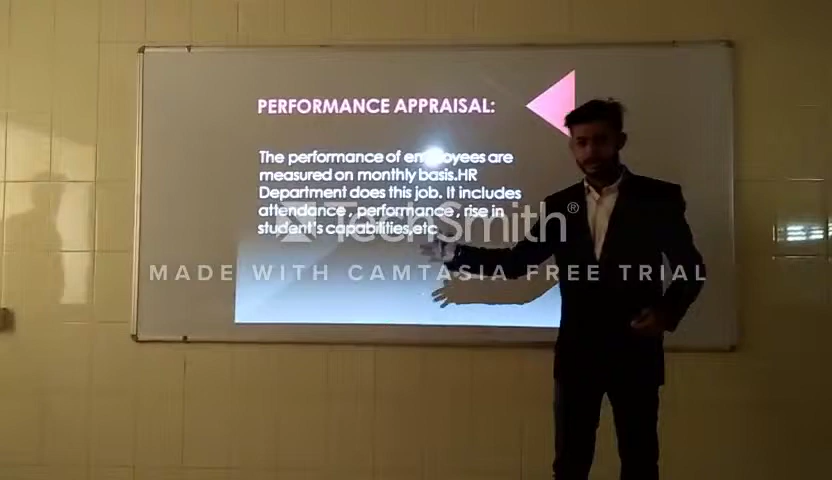 PERFORMANCE APPRAISAL:
The performance of employees are
measured on monthly basis.HR
Department does this job. It includes
attendance , performance , rise in
student's capabilities,etc
TechSmith®
MADE WITH CAMTASIA FREE TRIAL